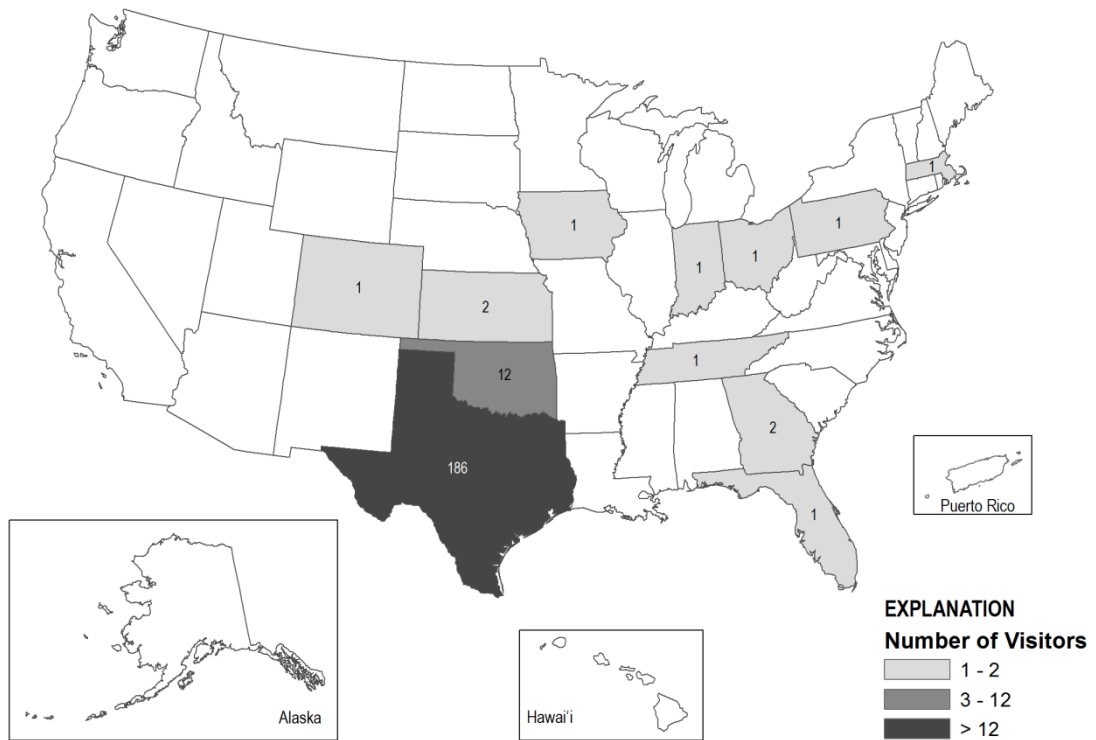 1
1
1
1
1
1
2
12
1
2
186
1
Puerto Rico
Alaska
Hawai‘i
EXPLANATION
Number of Visitors
1 - 2
3 - 12
> 12